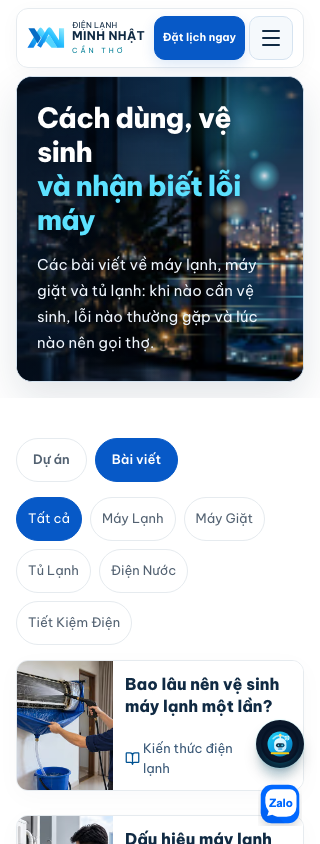 ĐIỆN LẠNH
MINH NHẬT
CẦN THƠ
Đặt lịch ngay
Cách dùng, vệ
sinh
và nhận biết lỗi
máy
Các bài viết về máy lạnh, máy
giặt và tủ lạnh: khi nào cần vệ
sinh, lỗi nào thường gặp và lúc
nào nên gọi thợ.
Dự án
Bài viết
Tất cả
Máy Lạnh
Máy Giặt
Tủ Lạnh
Điện Nước
Tiết Kiệm Điện
Bao lâu nên vệ sinh
máy lạnh một lần?
Kiến thức điện
lạnh
Zalo
Dấu hiệu máy lạnh